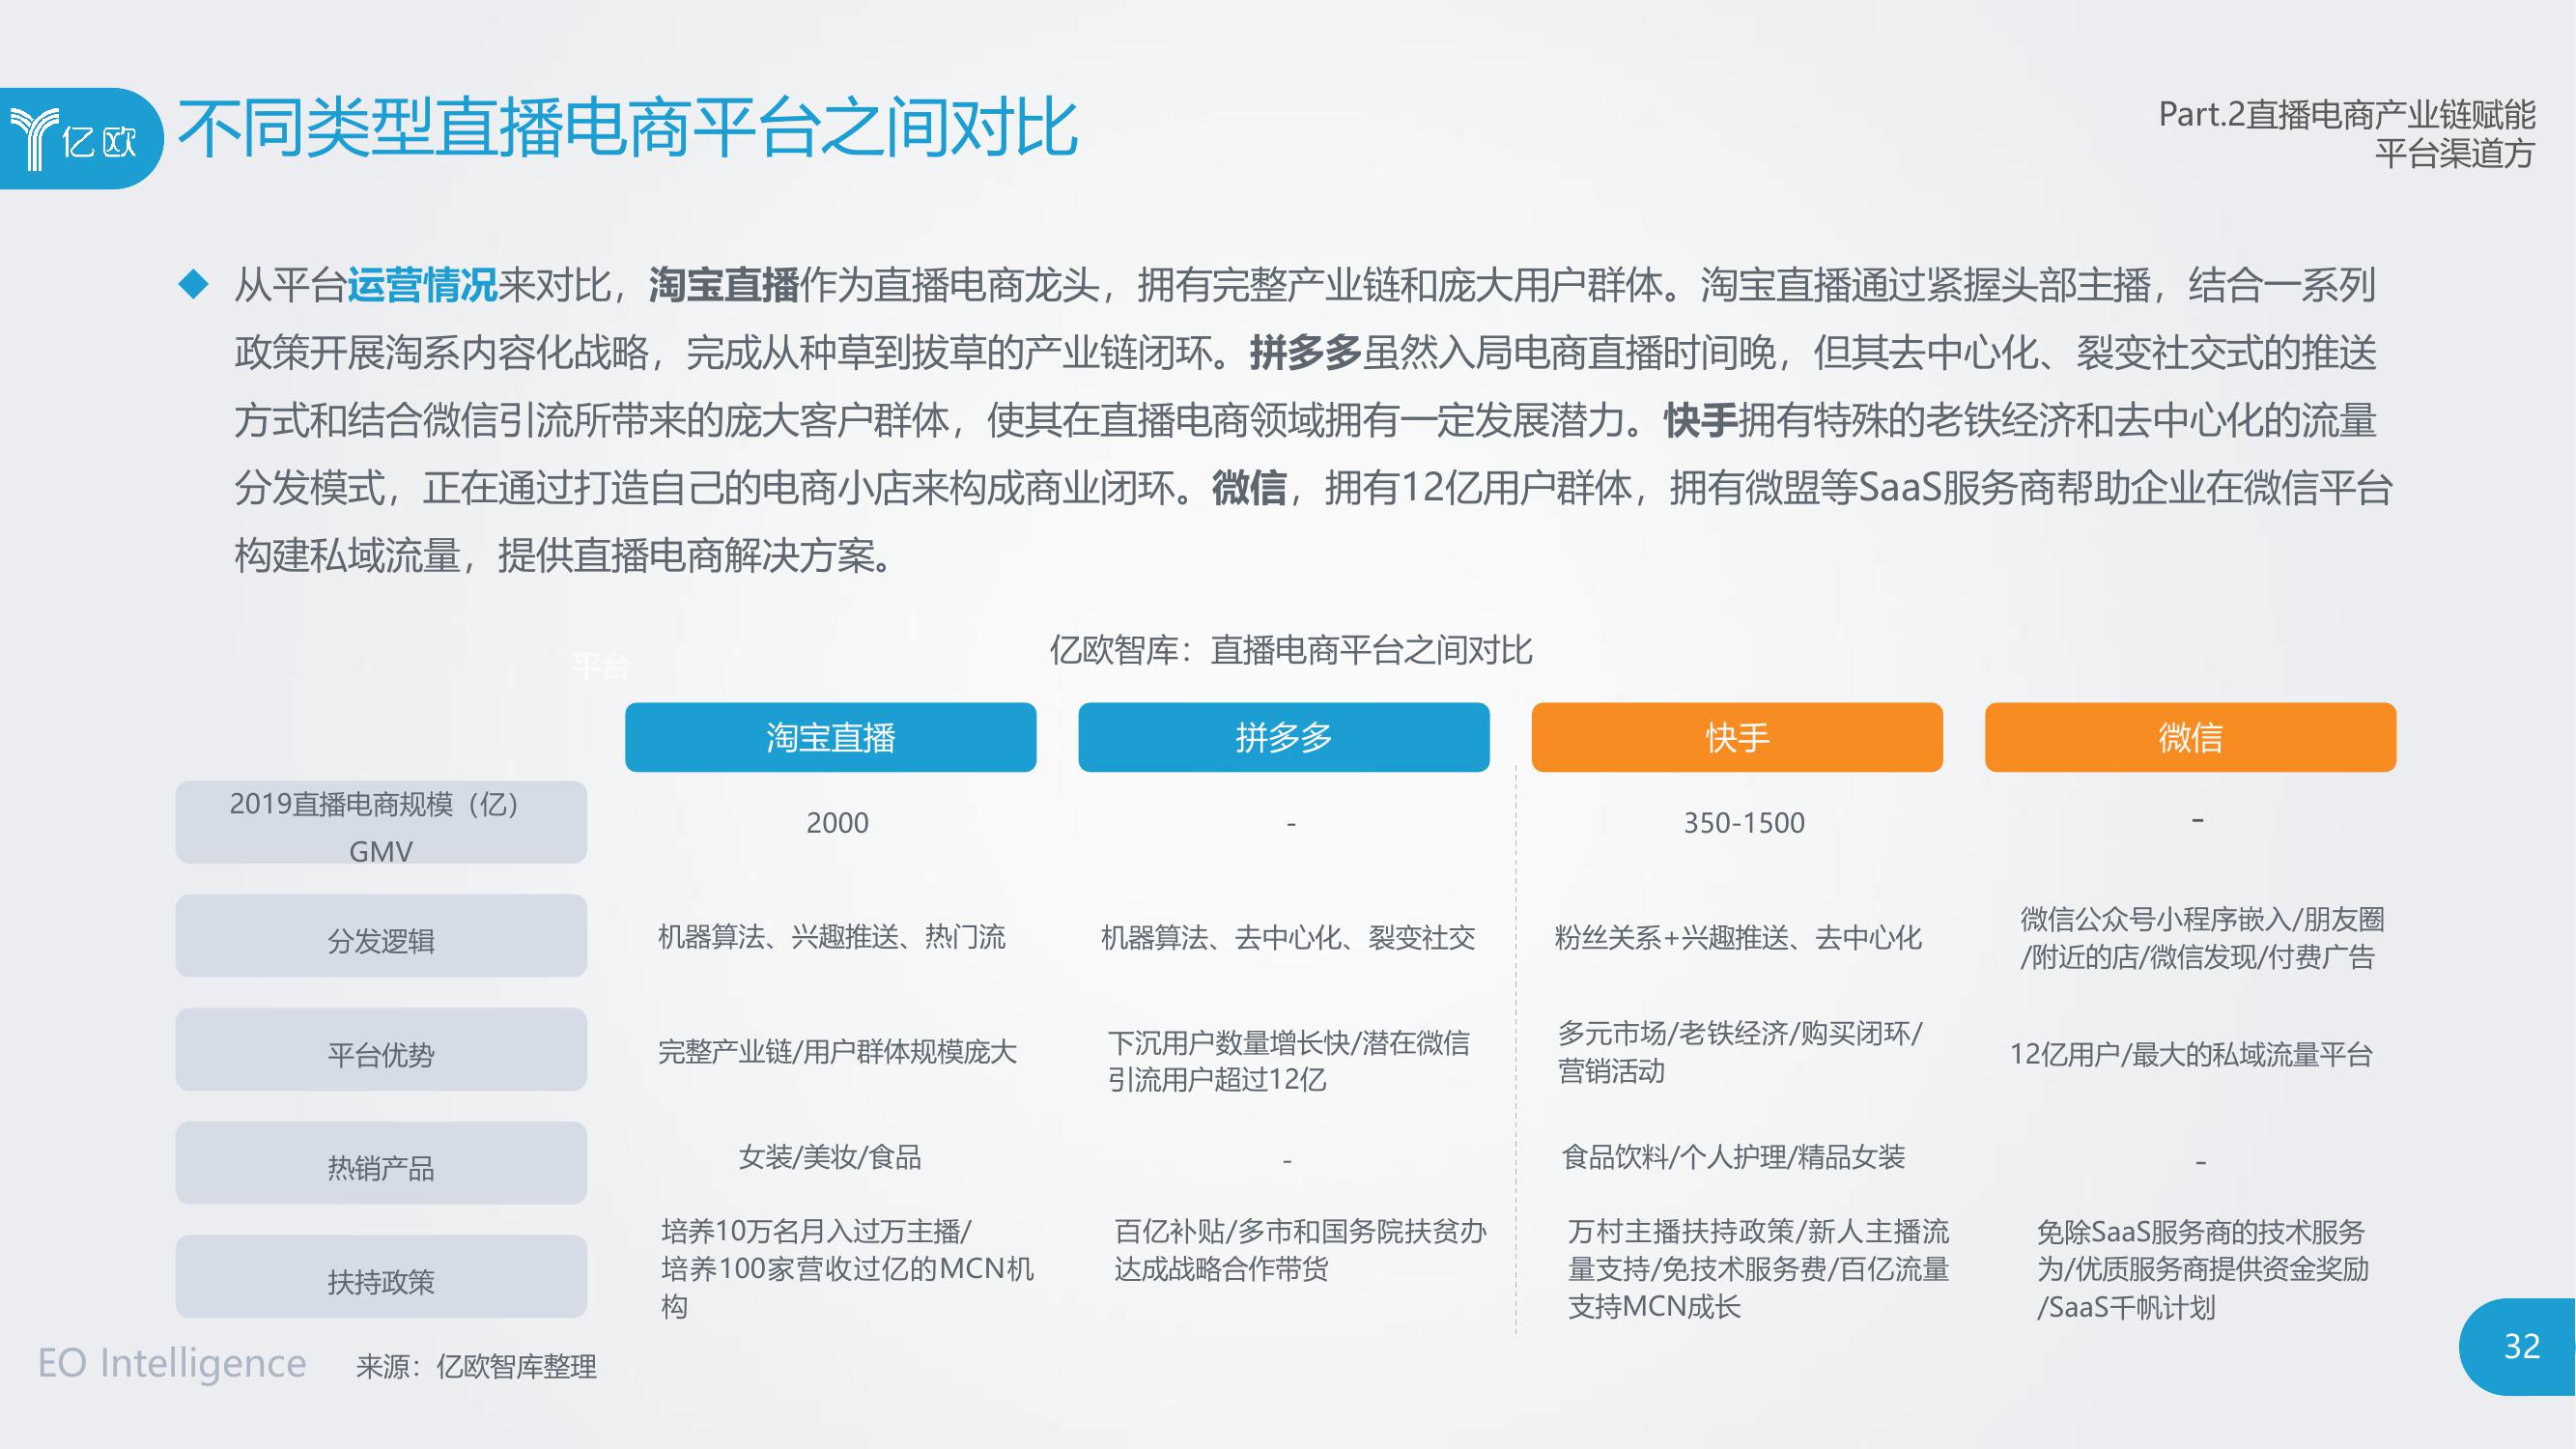 亿欧
不同类型直播电商平台之间对比
Part.2直播电商产业链赋能
平台渠道方
从平台运营情况来对比，淘宝直播作为直播电商龙头，拥有完整产业链和庞大用户群体。淘宝直播通过紧握头部主播，结合一系列
政策开展淘系内容化战略，完成从种草到拔草的产业链闭环。拼多多虽然入局电商直播时间晚，但其去中心化、裂变社交式的推送
方式和结合微信引流所带来的庞大客户群体，使其在直播电商领域拥有一定发展潜力。快手拥有特殊的老铁经济和去中心化的流量
分发模式，正在通过打造自己的电商小店来构成商业闭环。微信，拥有12亿用户群体，拥有微盟等SaaS服务商帮助企业在微信平台
构建私域流量，提供直播电商解决方案。
亿欧智库：直播电商平台之间对比
平台
淘宝直播
拼多多
快手
微信
2019直播电商规模（亿）
GMV
2000
-
350-1500
-
分发逻辑
机器算法、兴趣推送、热门流
机器算法、去中心化、裂变社交
粉丝关系+兴趣推送、去中心化
微信公众号小程序嵌入/朋友圈
/附近的店/微信发现/付费广告
平台优势
完整产业链/用户群体规模庞大
下沉用户数量增长快/潜在微信
引流用户超过12亿
多元市场/老铁经济/购买闭环/
营销活动
12亿用户/最大的私域流量平台
热销产品
女装/美妆/食品
-
食品饮料/个人护理/精品女装
-
扶持政策
培养10万名月入过万主播/
培养100家营收过亿的MCN机
构
百亿补贴/多市和国务院扶贫办
达成战略合作带货
万村主播扶持政策/新人主播流
量支持/免技术服务费/百亿流量
支持MCN成长
免除SaaS服务商的技术服务
为/优质服务商提供资金奖励
/SaaS千帆计划
EO Intelligence
来源：亿欧智库整理
32